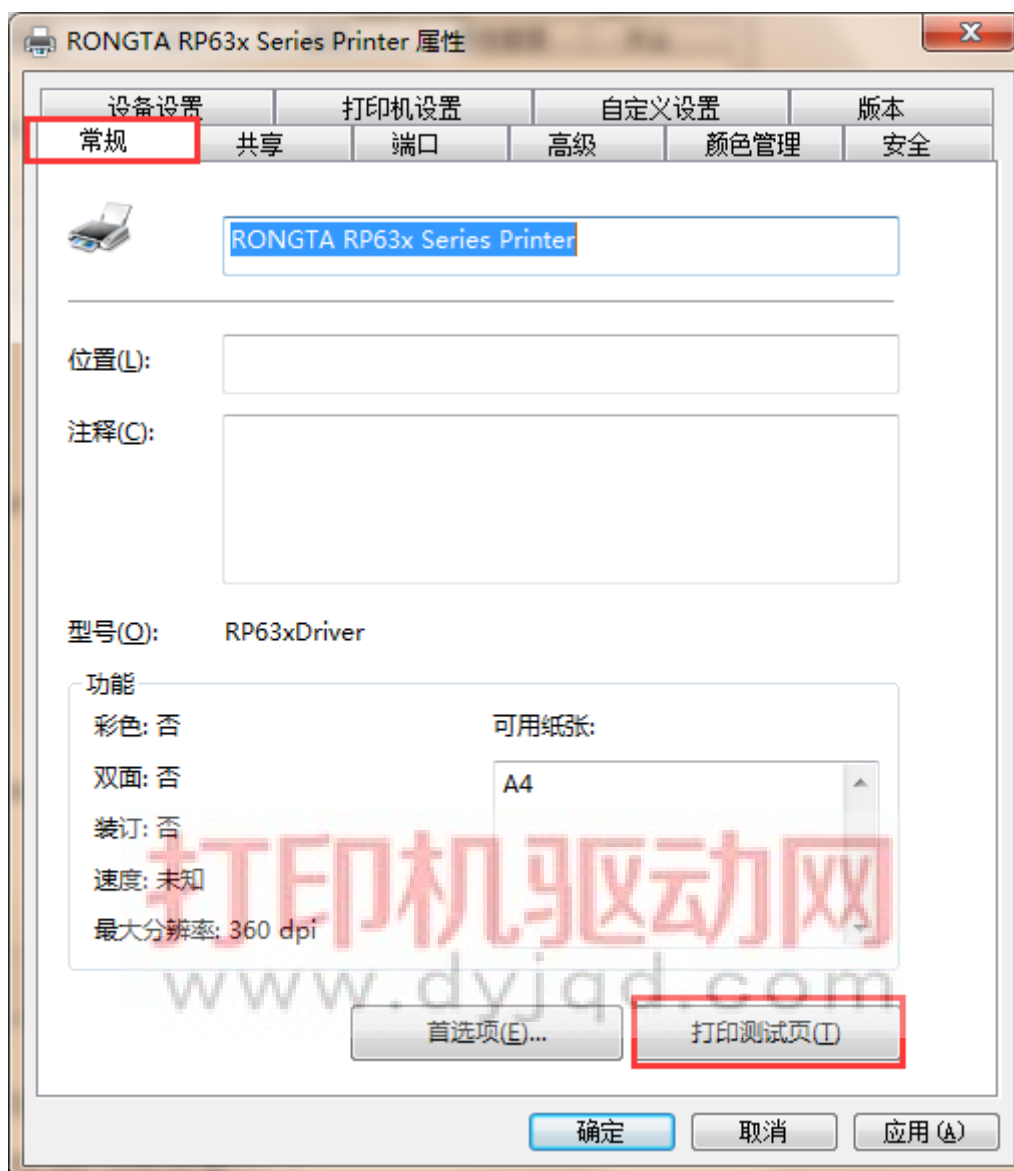 RONGTA RP63x Series Printer 属性
设备设置 打印机设置 自定义设置 版本
常规 共享 端口 高级 颜色管理 安全
RONGTA RP63x Series Printer
位置(L):
注释(C):
型号(O): RP63xDriver
功能
彩色: 否 可用纸张:
双面: 否 A4
装订: 否
速度: 未知
最大分辨率: 360 dpi
打印机驱动网
www.dyjqd.com
首选项(E)... 打印测试页(T)
确定 取消 应用(A)